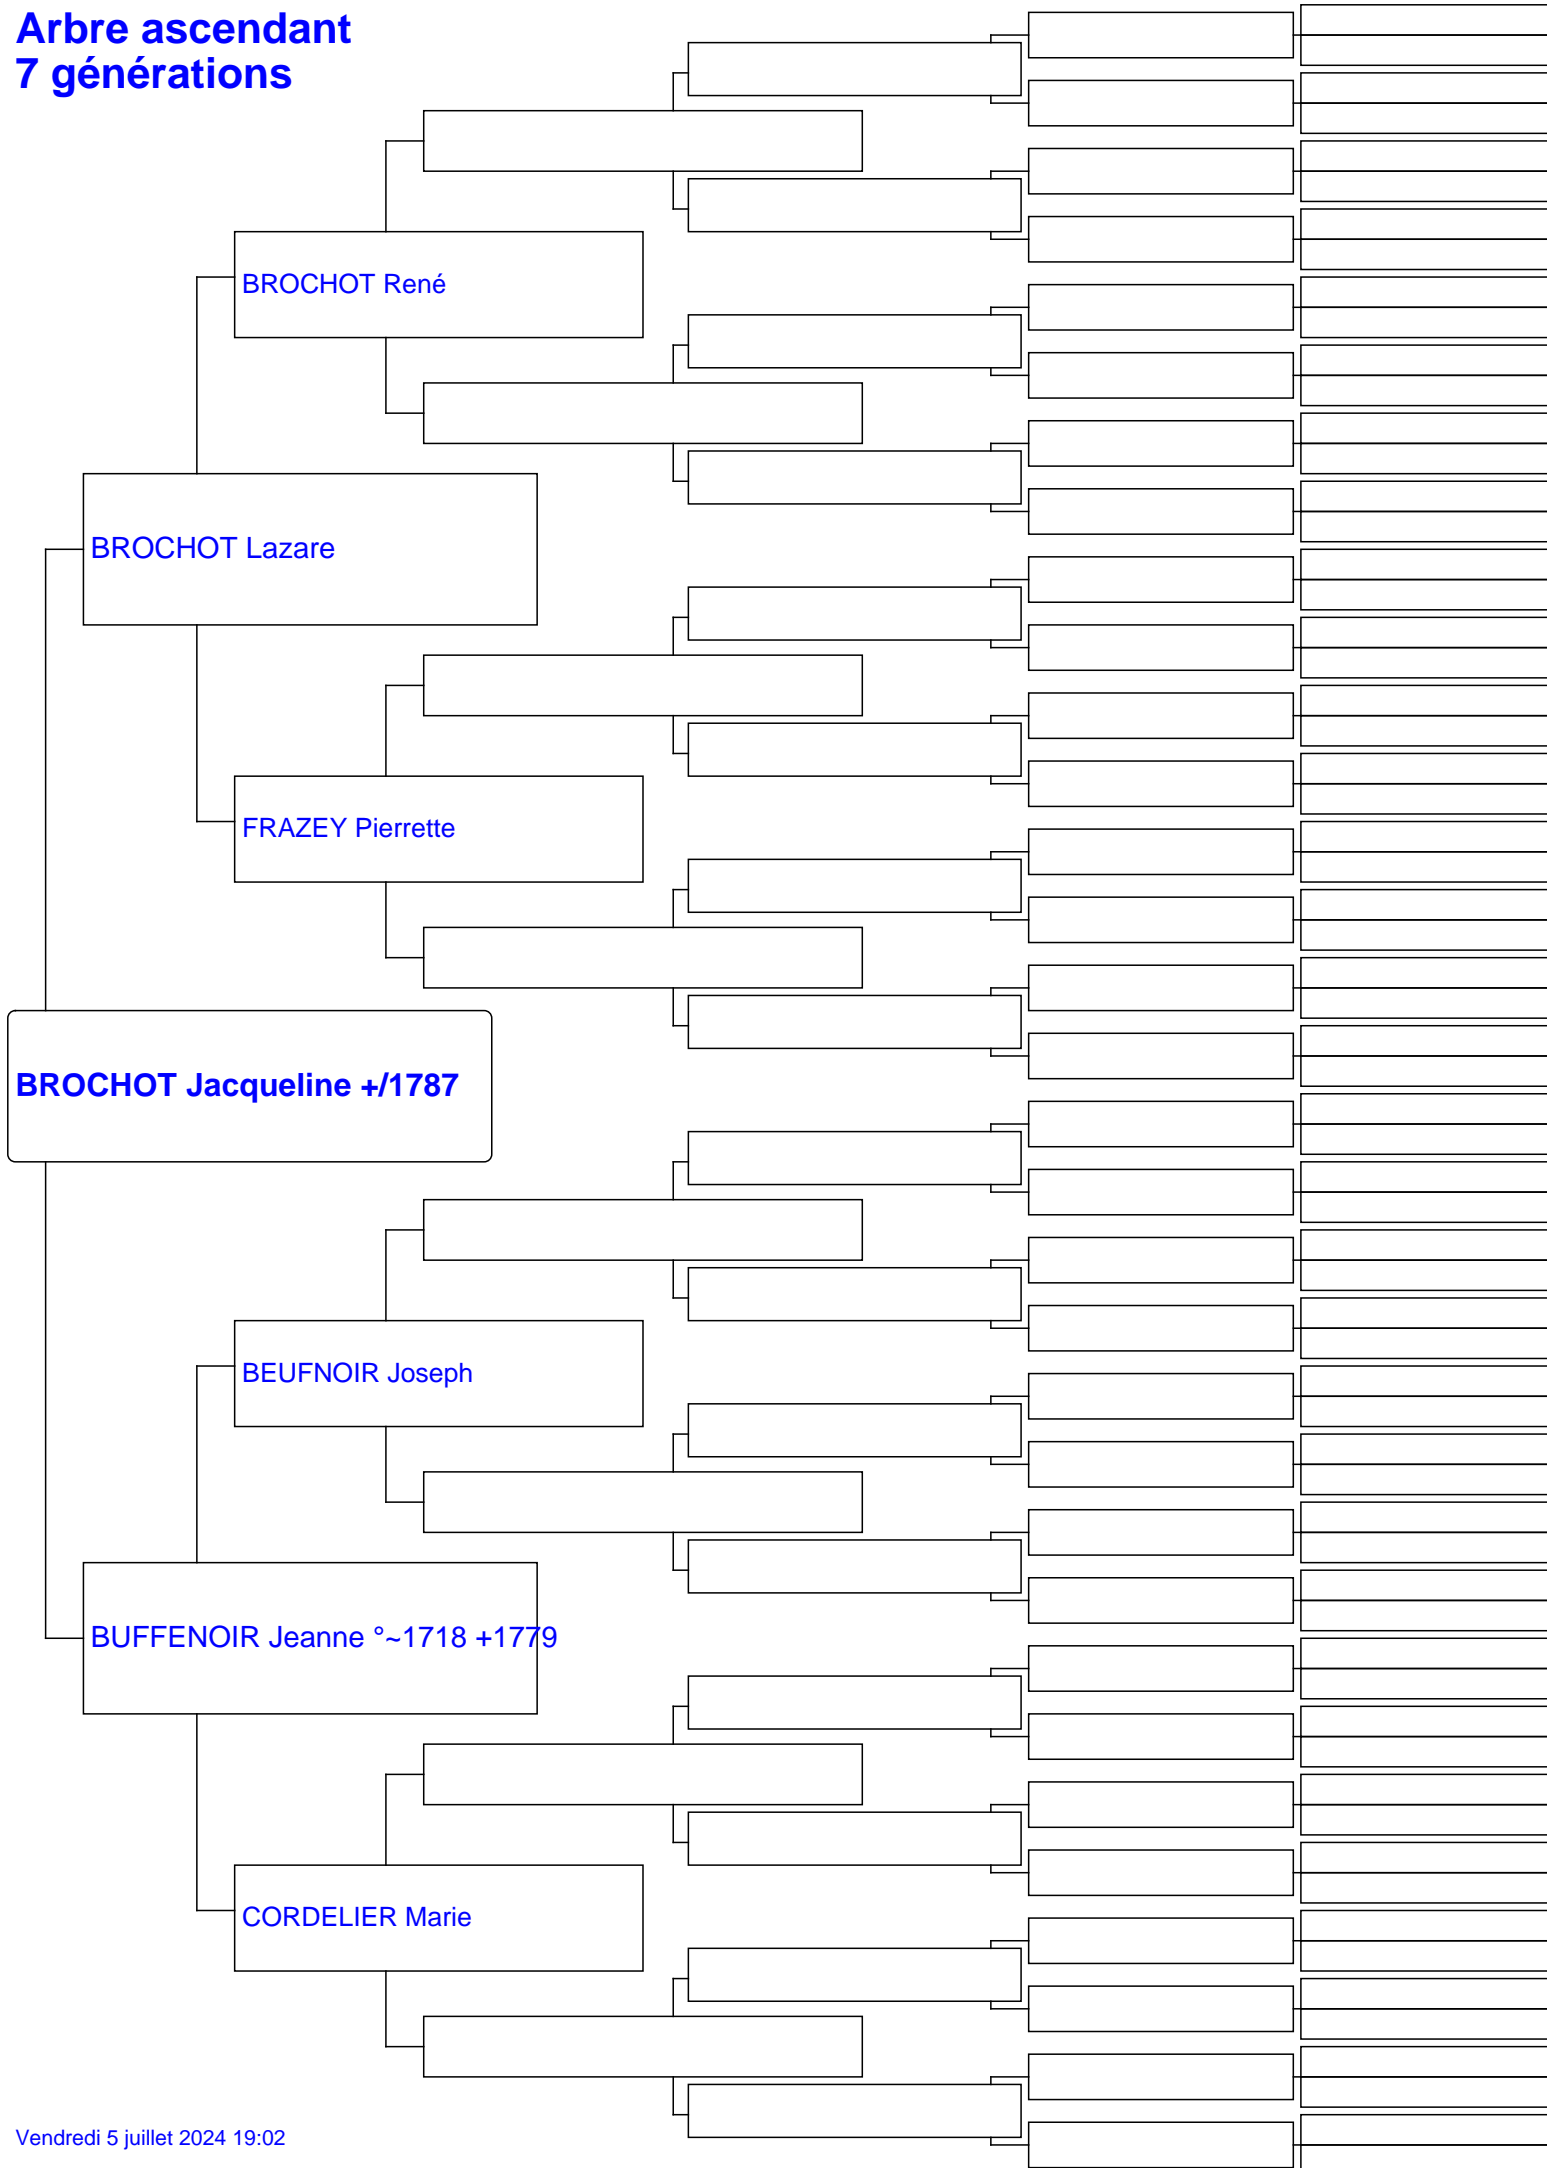 Arbre ascendant
7 générations
BROCHOT René
BROCHOT Lazare
FRAZEY Pierrette
BROCHOT Jacqueline +/1787
BEUFNOIR Joseph
BUFFENOIR Jeanne °~1718 +1779
CORDELIER Marie
Vendredi 5 juillet 2024 19:02